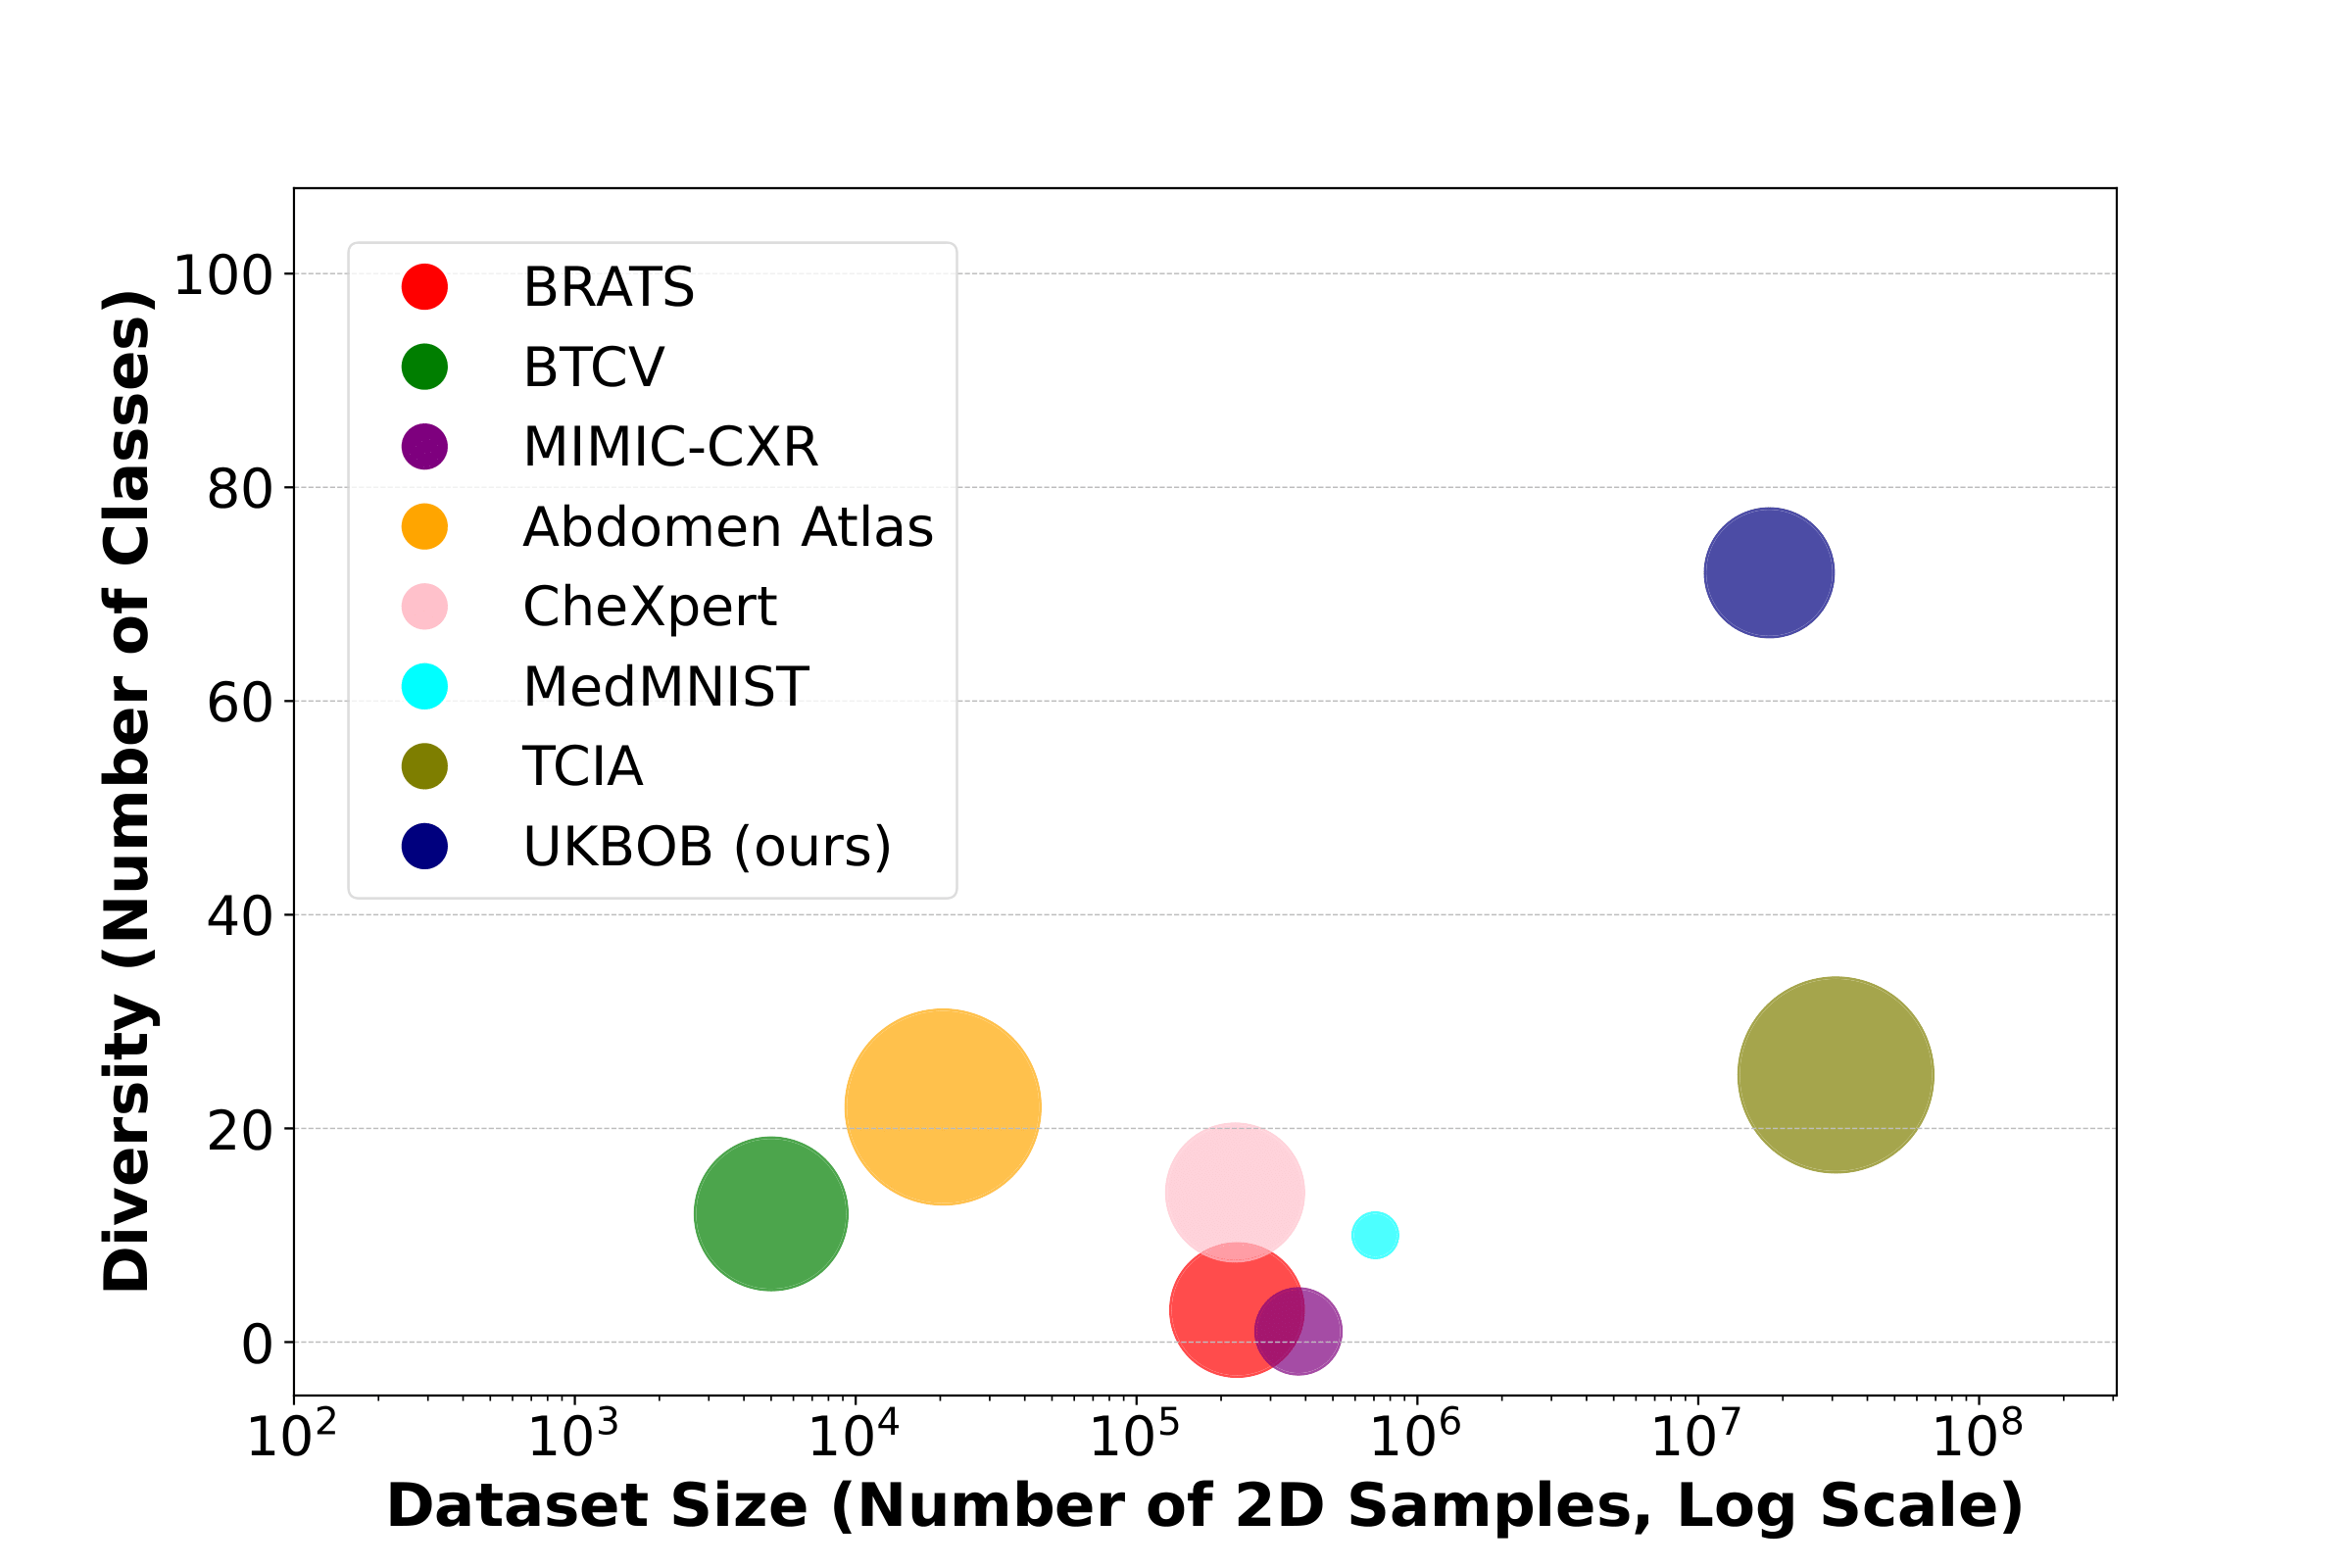 Diversity (Number of Classes)
100
80
60
40
20
0
BRATS
BTCV
MIMIC-CXR
Abdomen Atlas
CheXpert
MedMNIST
TCIA
UKBOB (ours)
10² 10³ 10⁴ 10⁵ 10⁶ 10⁷ 10⁸
Dataset Size (Number of 2D Samples, Log Scale)